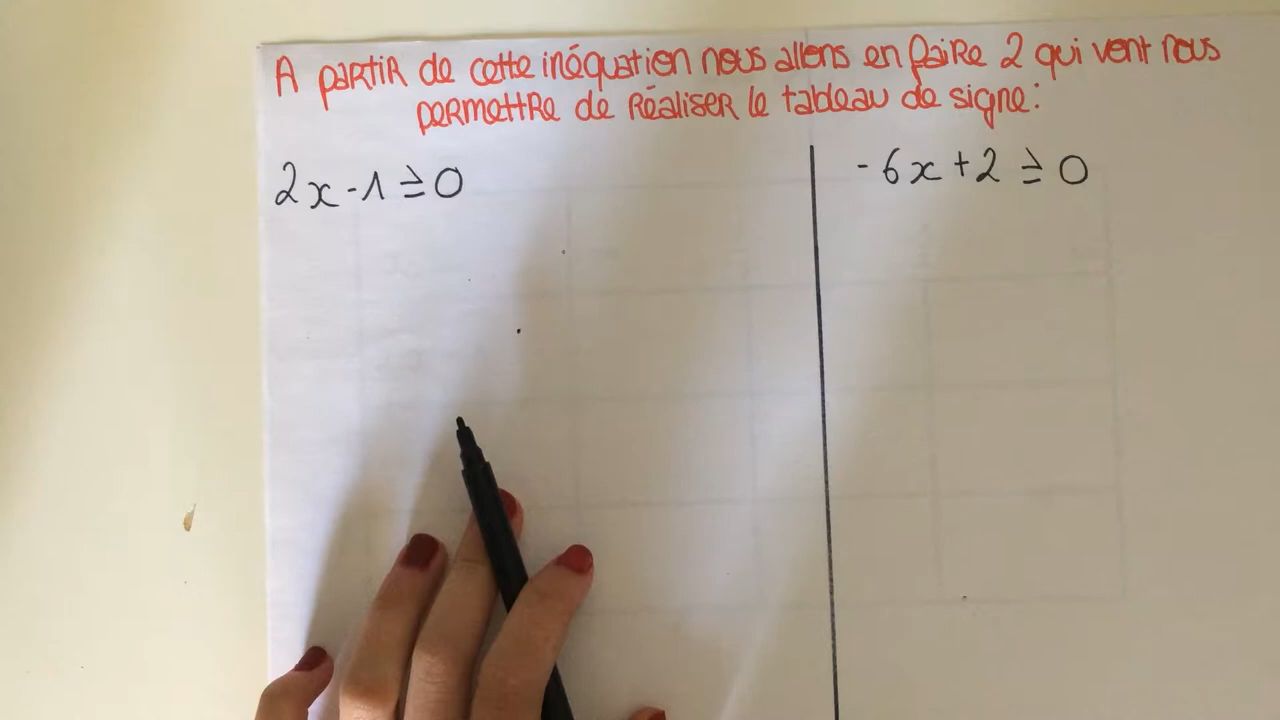 A partir de cette inéquation nous allons en faire 2 qui vont nous
permettre de réaliser le tableau de signe:
2x-1 ≥ 0
-6x+2 ≥ 0